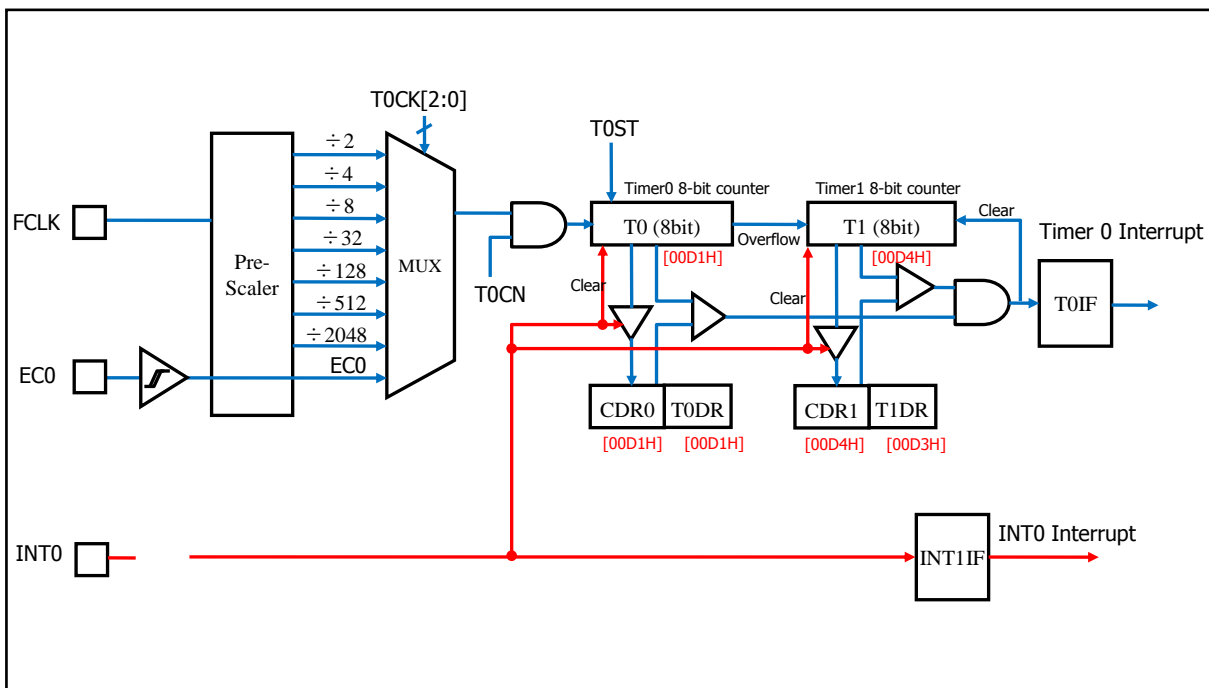 T0CK[2:0]
T0ST
÷2
÷4
÷8
÷32
÷128
÷512
÷2048
EC0
FCLK
Pre-
Scaler
MUX
EC0
T0CN
Timer0 8-bit counter
T0 (8bit)
[00D1H]
Overflow
Timer1 8-bit counter
T1 (8bit)
[00D4H]
Clear
Clear
Clear
Timer 0 Interrupt
T0IF
CDR0
T0DR
[00D1H]
[00D1H]
CDR1
T1DR
[00D4H]
[00D3H]
INT0
INT1IF
INT0 Interrupt